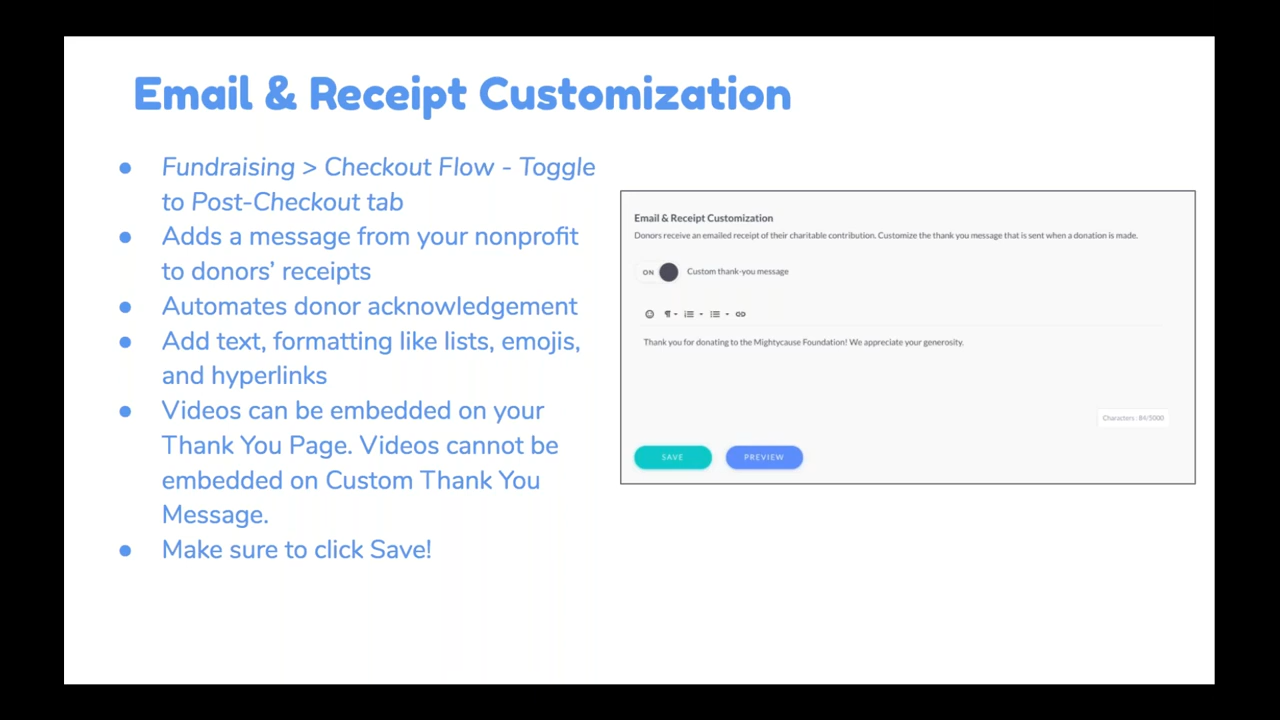 Email & Receipt Customization
● Fundraising > Checkout Flow - Toggle
to Post-Checkout tab
● Adds a message from your nonprofit
to donors’ receipts
● Automates donor acknowledgement
● Add text, formatting like lists, emojis,
and hyperlinks
● Videos can be embedded on your
Thank You Page. Videos cannot be
embedded on Custom Thank You
Message.
● Make sure to click Save!
Email & Receipt Customization
Donors receive an emailed receipt of their charitable contribution. Customize the thank you message that is sent when a donation is made.
ON Custom thank-you message
Thank you for donating to the Mightycause Foundation! We appreciate your generosity.
Characters : 84/5000
SAVE PREVIEW